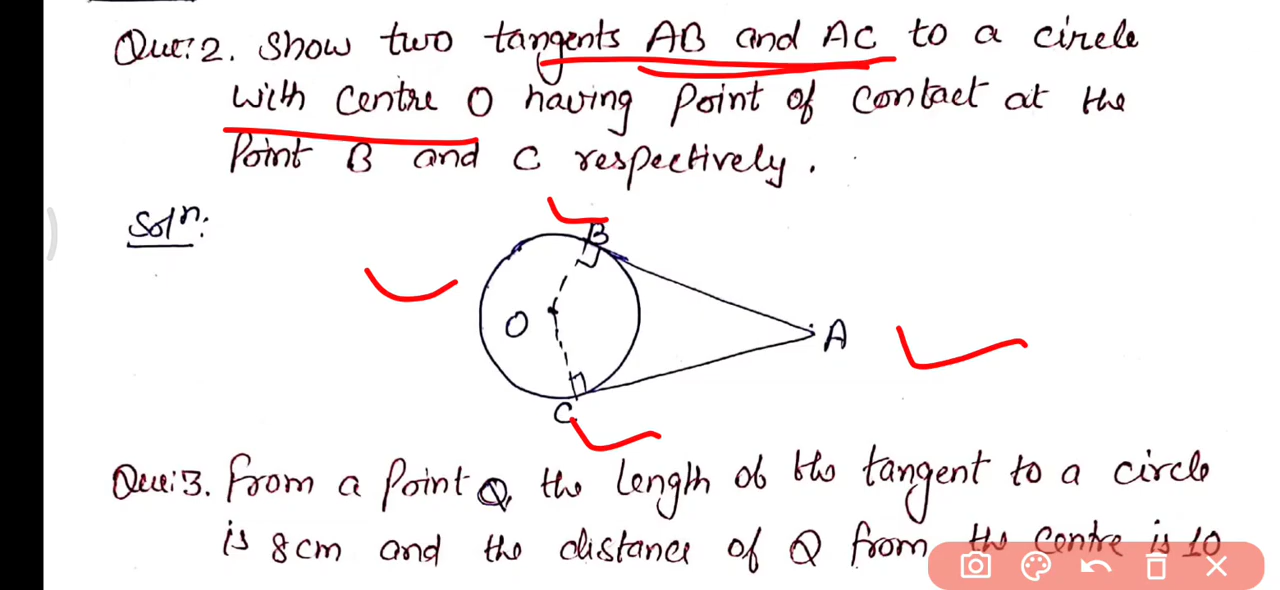 Que:2. Show two tangents AB and AC to a circle
with centre O having point of contact at the
Point B and C respectively.
Solⁿ:
B
O
A
C
Que:3. From a Point Q, the length of the tangent to a circle
is 8 cm and the distance of Q from the centre is 10